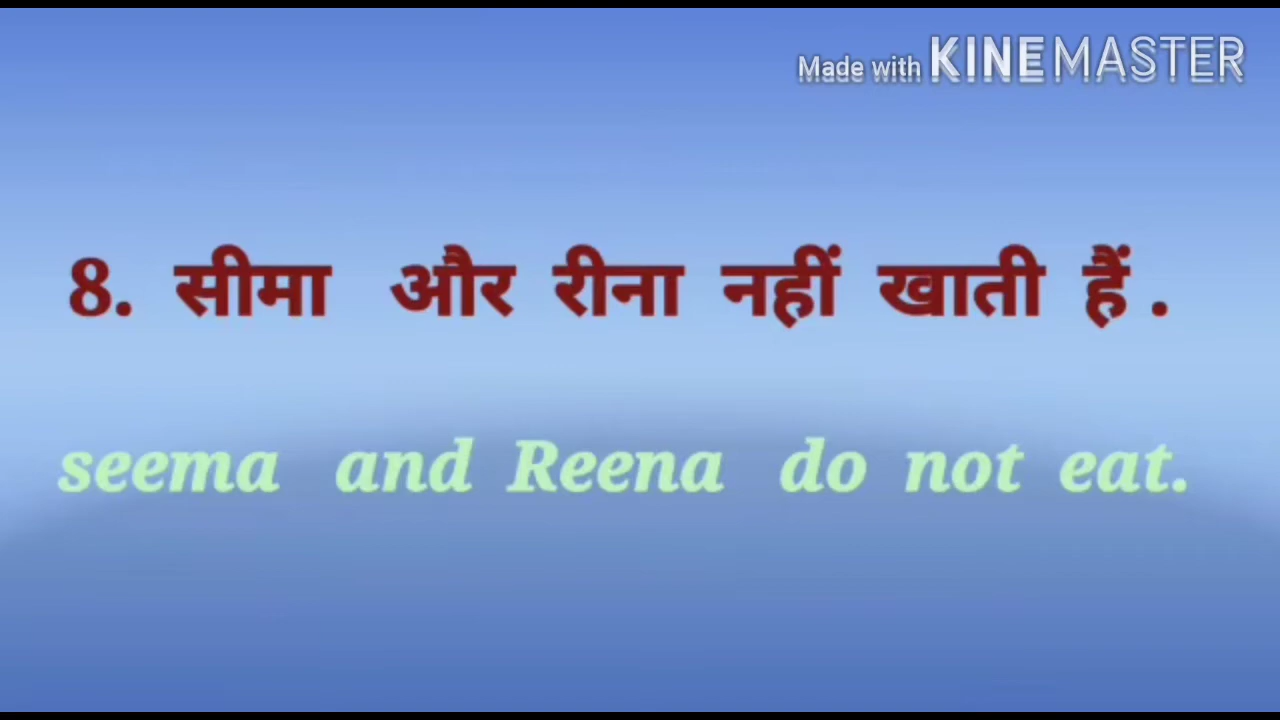 Made with KINEMASTER
8. सीमा और रीना नहीं खाती हैं .
seema and Reena do not eat.